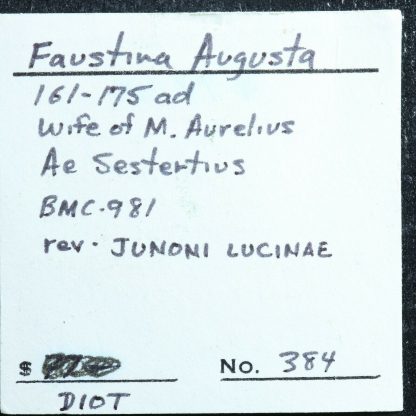 Faustina Augusta
161-175 ad
wife of M. Aurelius
Ae Sestertius
BMC-981
rev. JUNONI LUCINAE
$ No. 384
DIOT